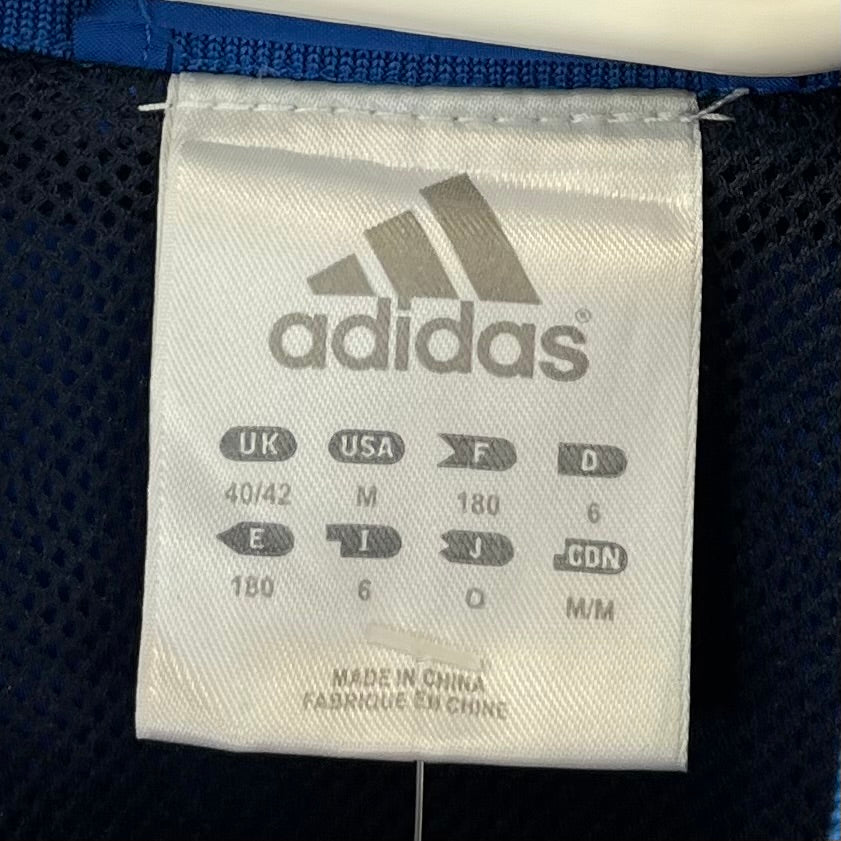 adidas®
UK USA F D
40/42 M 180 6
E I J CDN
180 6 O M/M
MADE IN CHINA
FABRIQUE EN CHINE